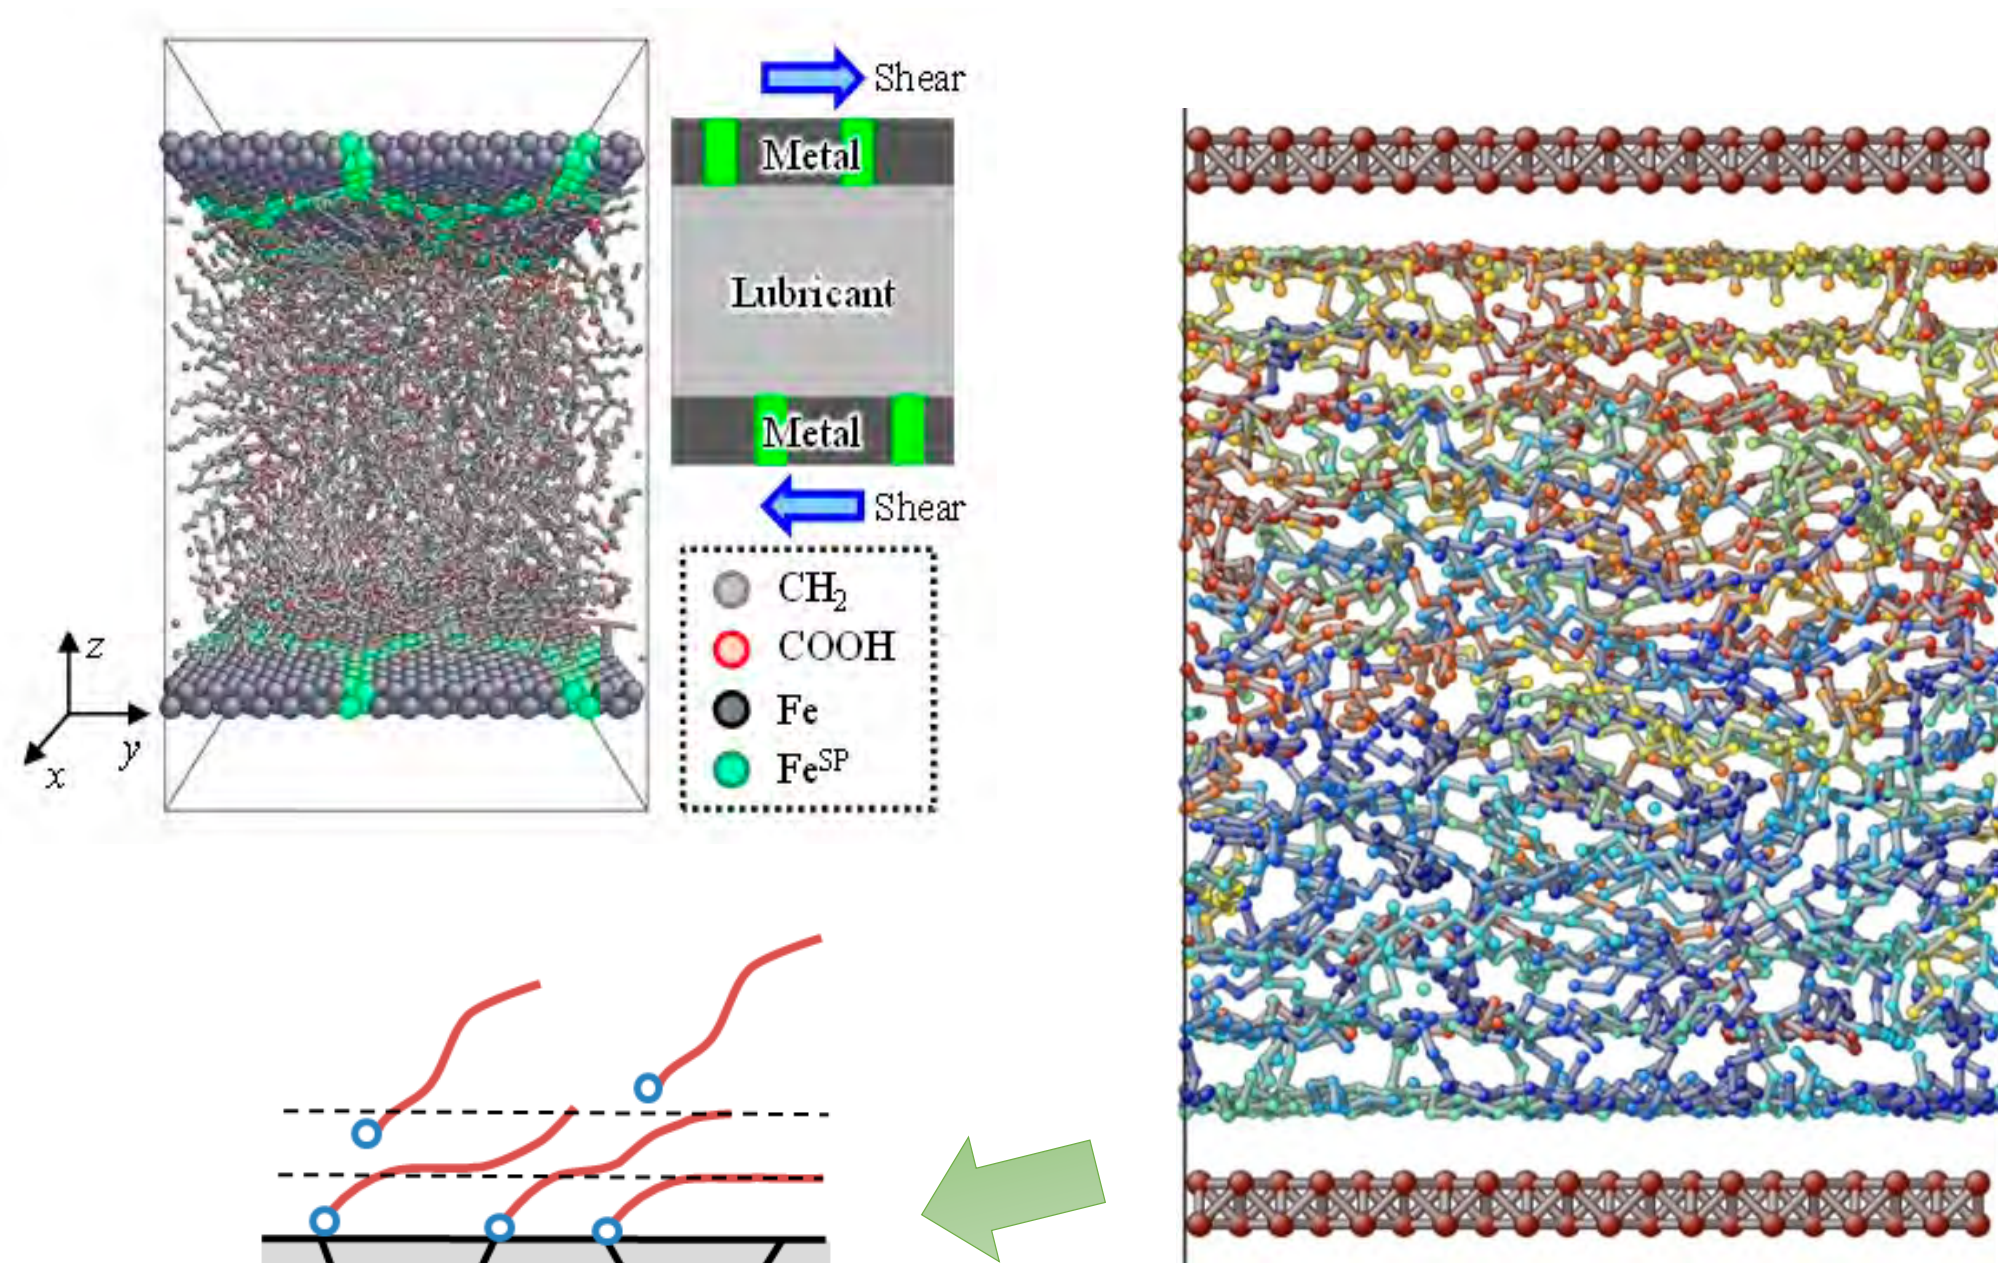 Shear
Metal
Lubricant
Metal
Shear
CH₂
COOH
Fe
Feˢᴾ
z
y
x